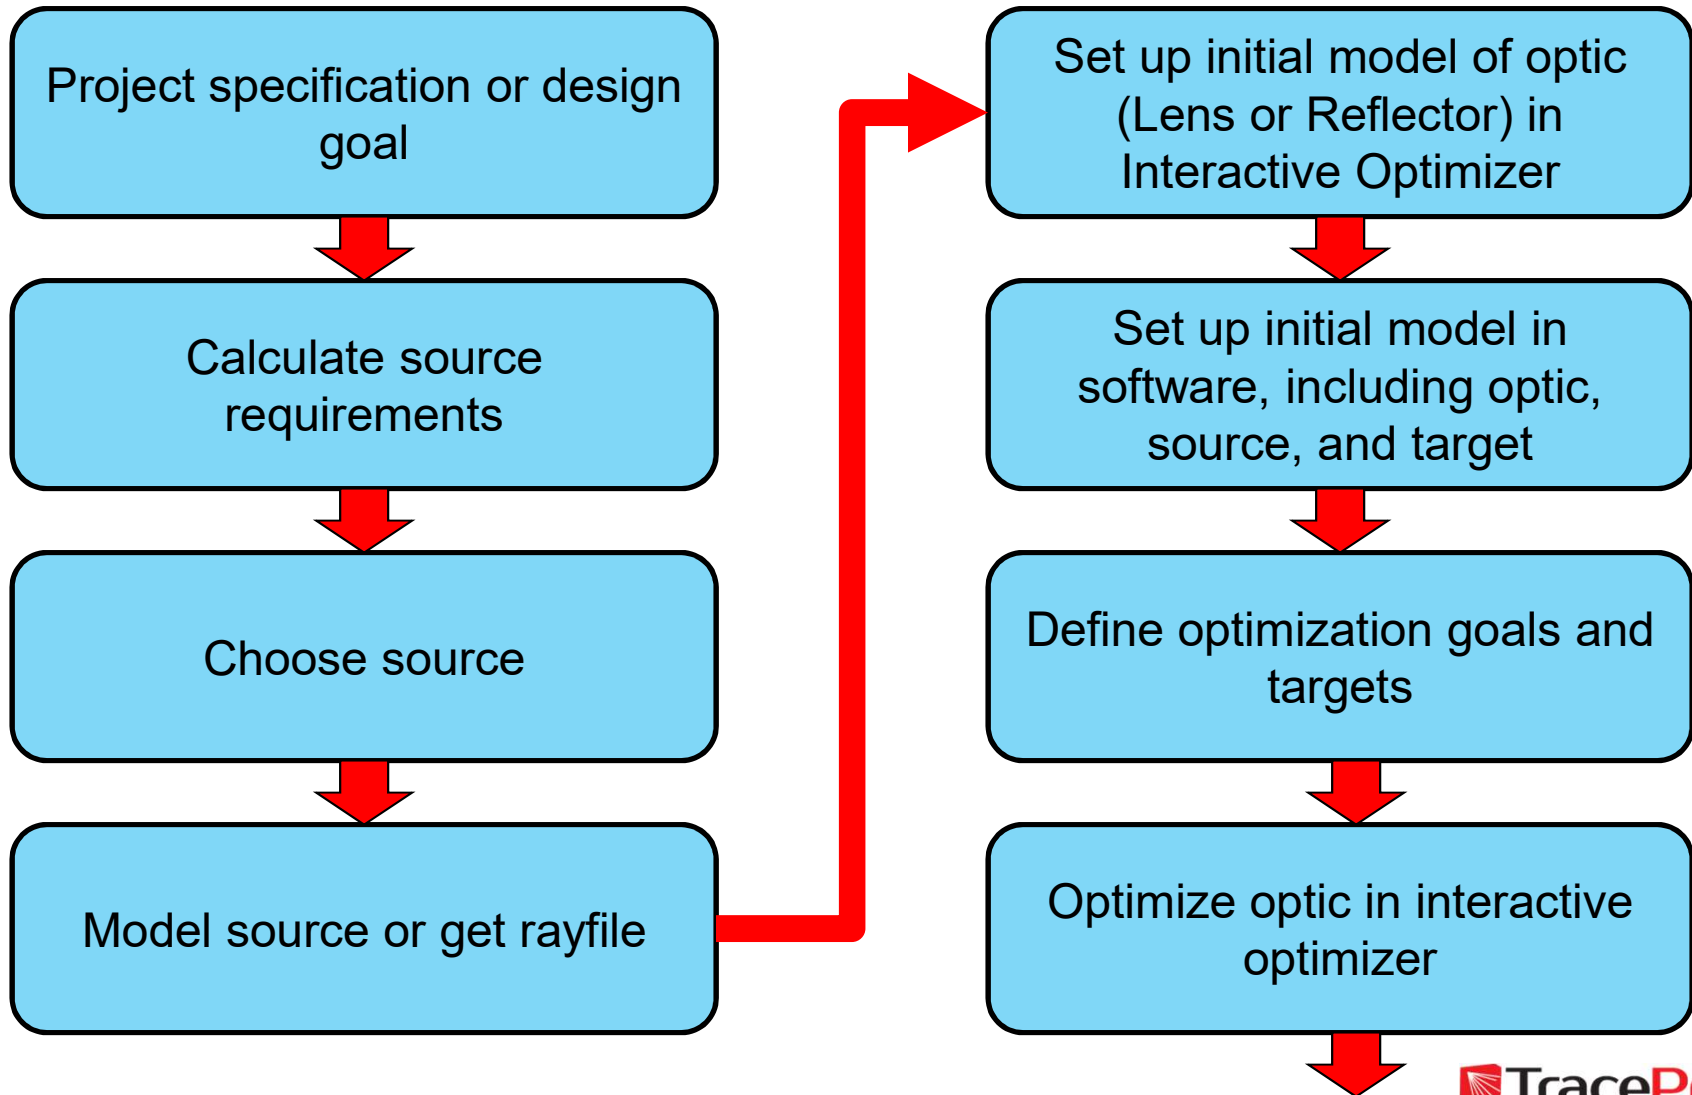 Project specification or design
goal
Calculate source
requirements
Choose source
Model source or get rayfile
Set up initial model of optic
(Lens or Reflector) in
Interactive Optimizer
Set up initial model in
software, including optic,
source, and target
Define optimization goals and
targets
Optimize optic in interactive
optimizer